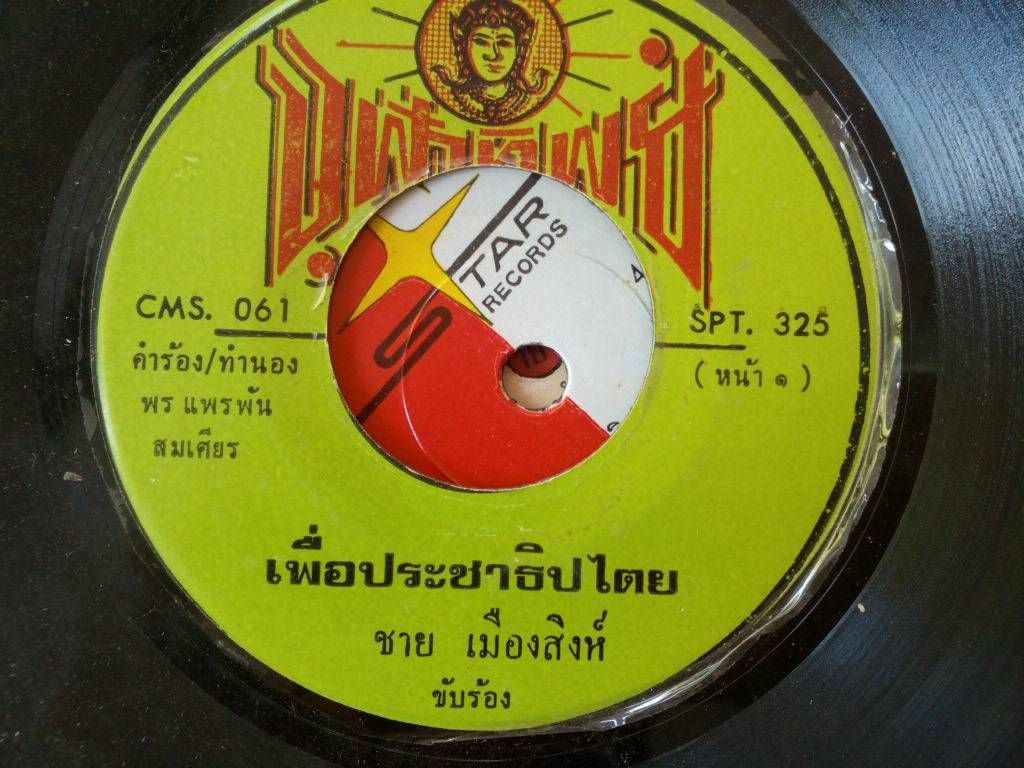 STAR
RECORDS
CMS. 061
SPT. 325
คำร้อง/ทำนอง
( หน้า ๑ )
พร แพรพัน
สมเศียร
เพื่อประชาธิปไตย
ชาย เมืองสิงห์
ขับร้อง